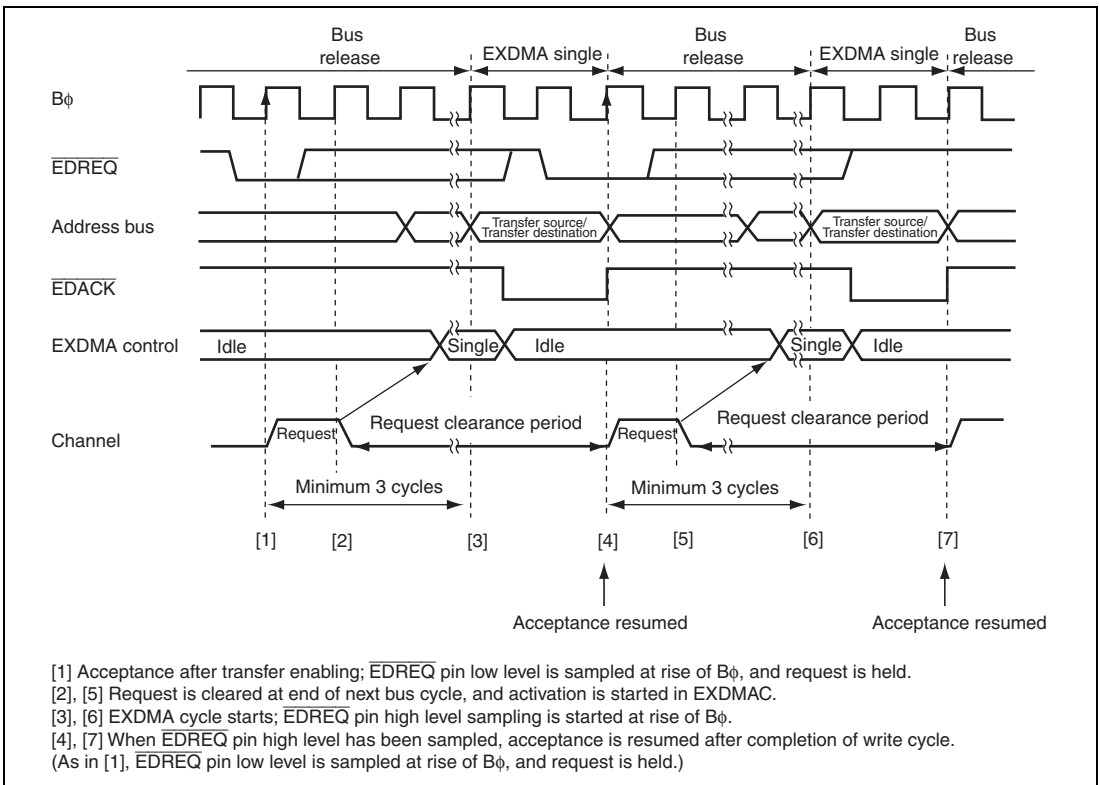 Bus release
EXDMA single
Bus release
EXDMA single
Bus release
Bφ
EDREQ
Address bus
Transfer source/
Transfer destination
Transfer source/
Transfer destination
EDACK
EXDMA control
Idle
Single
Idle
Single
Idle
Channel
Request
Request clearance period
Request
Request clearance period
Minimum 3 cycles
Minimum 3 cycles
[1]
[2]
[3]
[4]
[5]
[6]
[7]
Acceptance resumed
Acceptance resumed
[1] Acceptance after transfer enabling; EDREQ pin low level is sampled at rise of Bφ, and request is held.
[2], [5] Request is cleared at end of next bus cycle, and activation is started in EXDMAC.
[3], [6] EXDMA cycle starts; EDREQ pin high level sampling is started at rise of Bφ.
[4], [7] When EDREQ pin high level has been sampled, acceptance is resumed after completion of write cycle.
(As in [1], EDREQ pin low level is sampled at rise of Bφ, and request is held.)